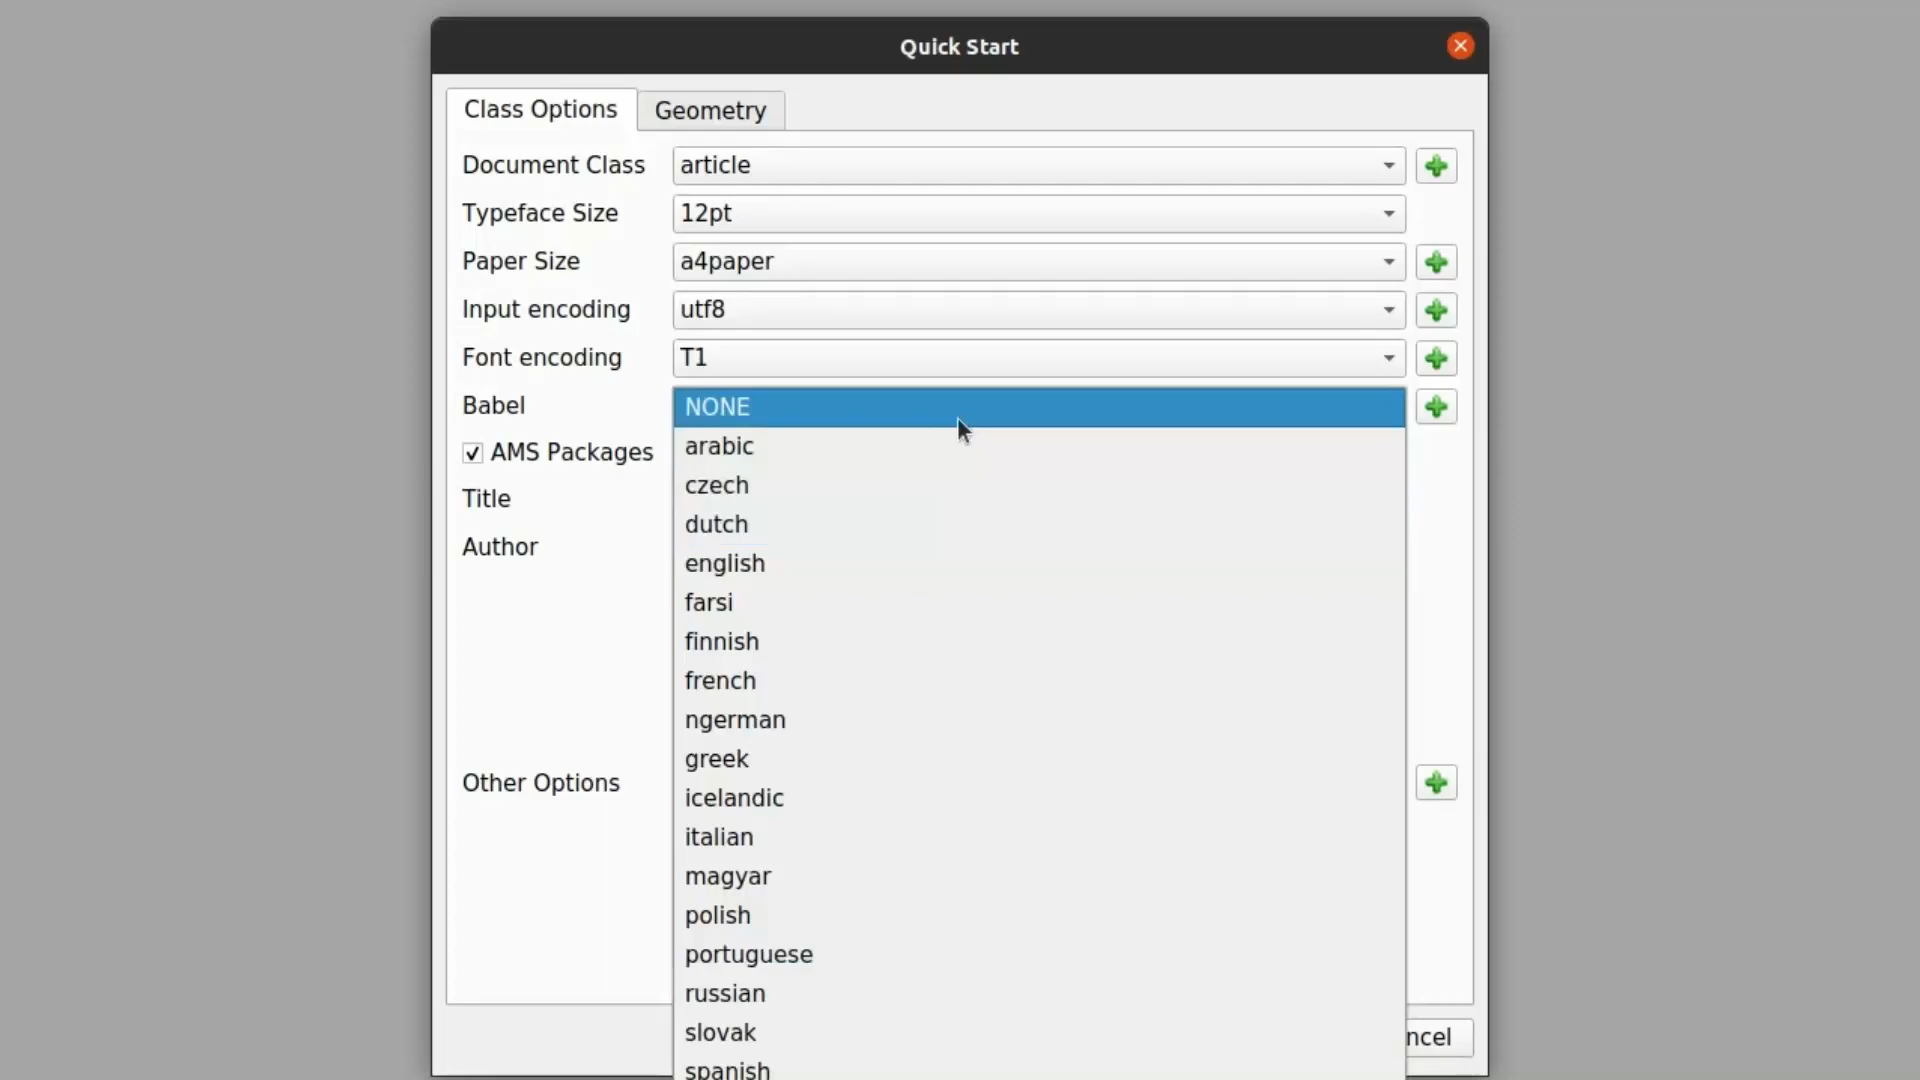 Quick Start
Class Options Geometry
Document Class article
Typeface Size 12pt
Paper Size a4paper
Input encoding utf8
Font encoding T1
Babel NONE
arabic
AMS Packages
czech
Title
dutch
Author
english
farsi
finnish
french
ngerman
greek
Other Options
icelandic
italian
magyar
polish
portuguese
russian
slovak
ncel
spanish